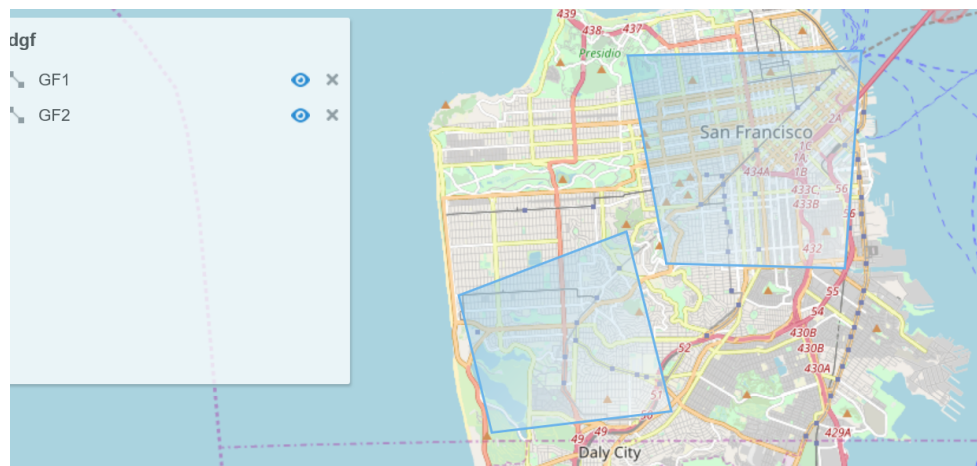 dgf
GF1
GF2
439
438
437
Presidio
San Francisco
2A
1C
1A
1B
434A
433C,
433B
56
56
432
55
54
52
430B
430B
430A
51
50
49
49
429A
Daly City